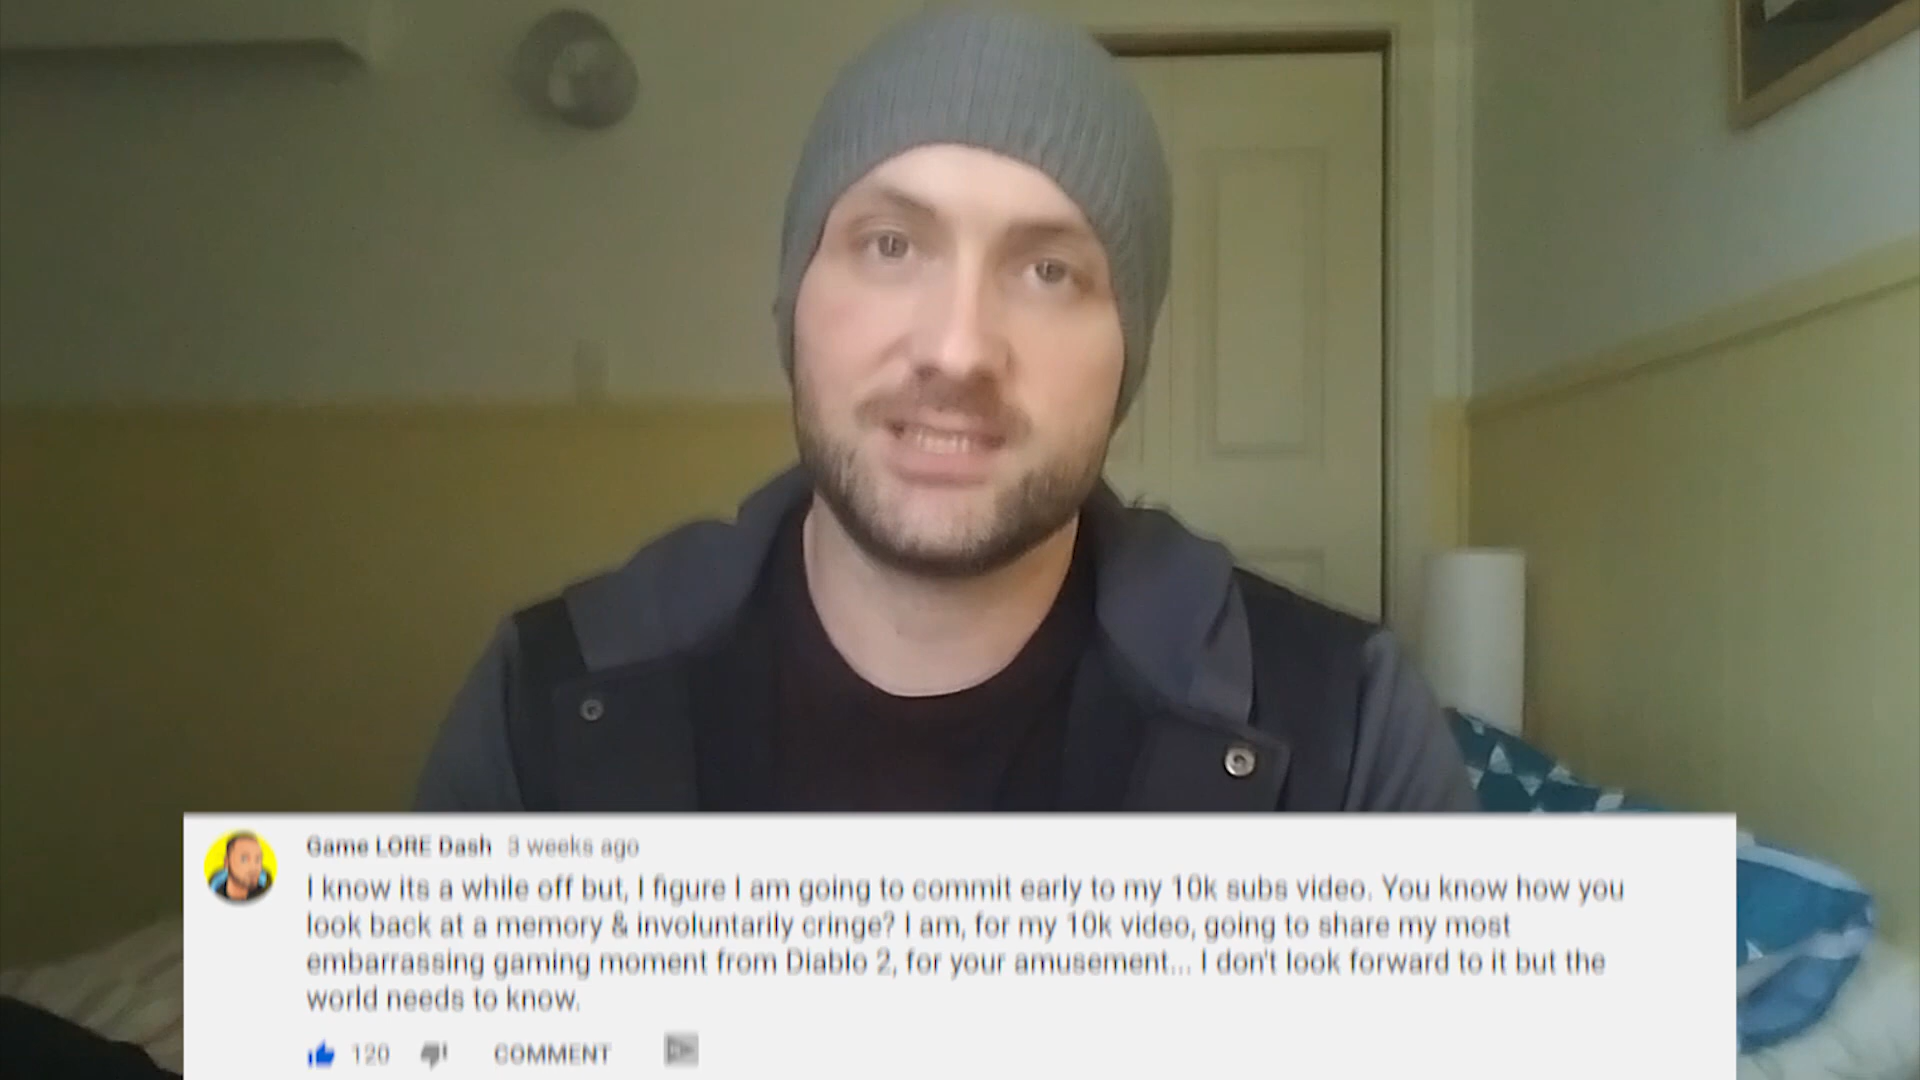 Game LORE Dash 3 weeks ago
I know its a while off but, I figure I am going to commit early to my 10k subs video. You know how you
look back at a memory & involuntarily cringe? I am, for my 10k video, going to share my most
embarrassing gaming moment from Diablo 2, for your amusement... I don't look forward to it but the
world needs to know.
120 COMMENT